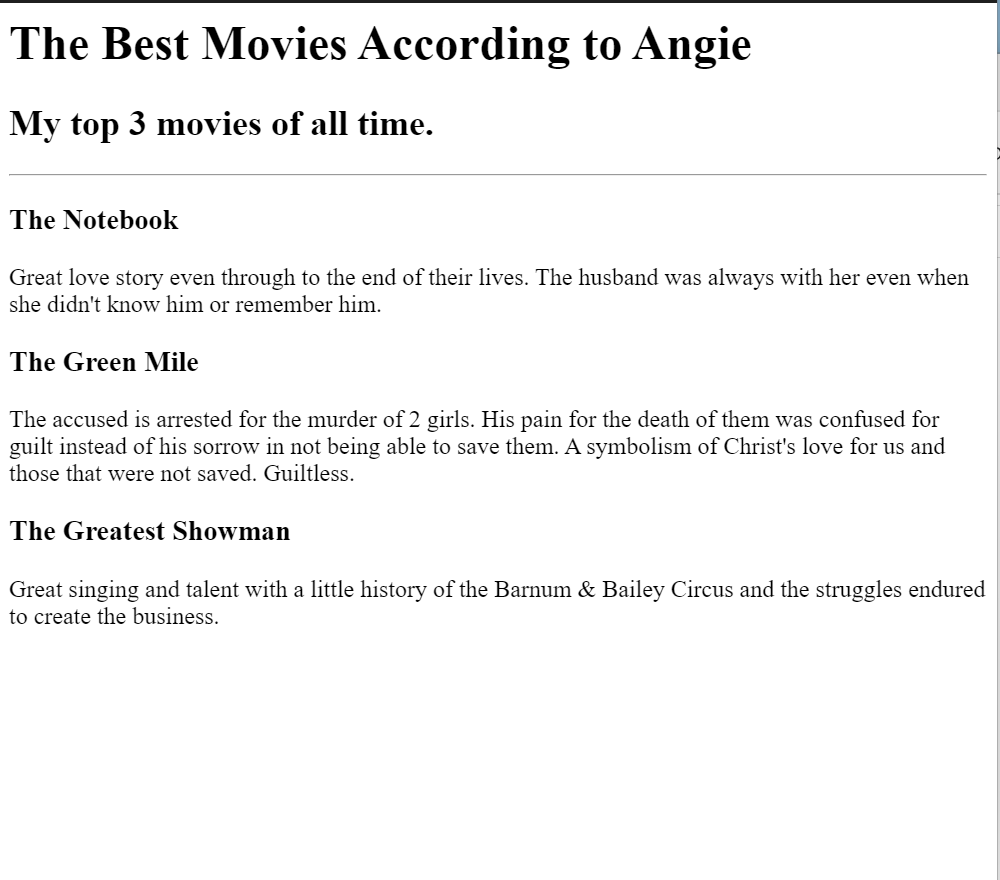 The Best Movies According to Angie
My top 3 movies of all time.
The Notebook
Great love story even through to the end of their lives. The husband was always with her even when
she didn't know him or remember him.
The Green Mile
The accused is arrested for the murder of 2 girls. His pain for the death of them was confused for
guilt instead of his sorrow in not being able to save them. A symbolism of Christ's love for us and
those that were not saved. Guiltless.
The Greatest Showman
Great singing and talent with a little history of the Barnum & Bailey Circus and the struggles endured
to create the business.